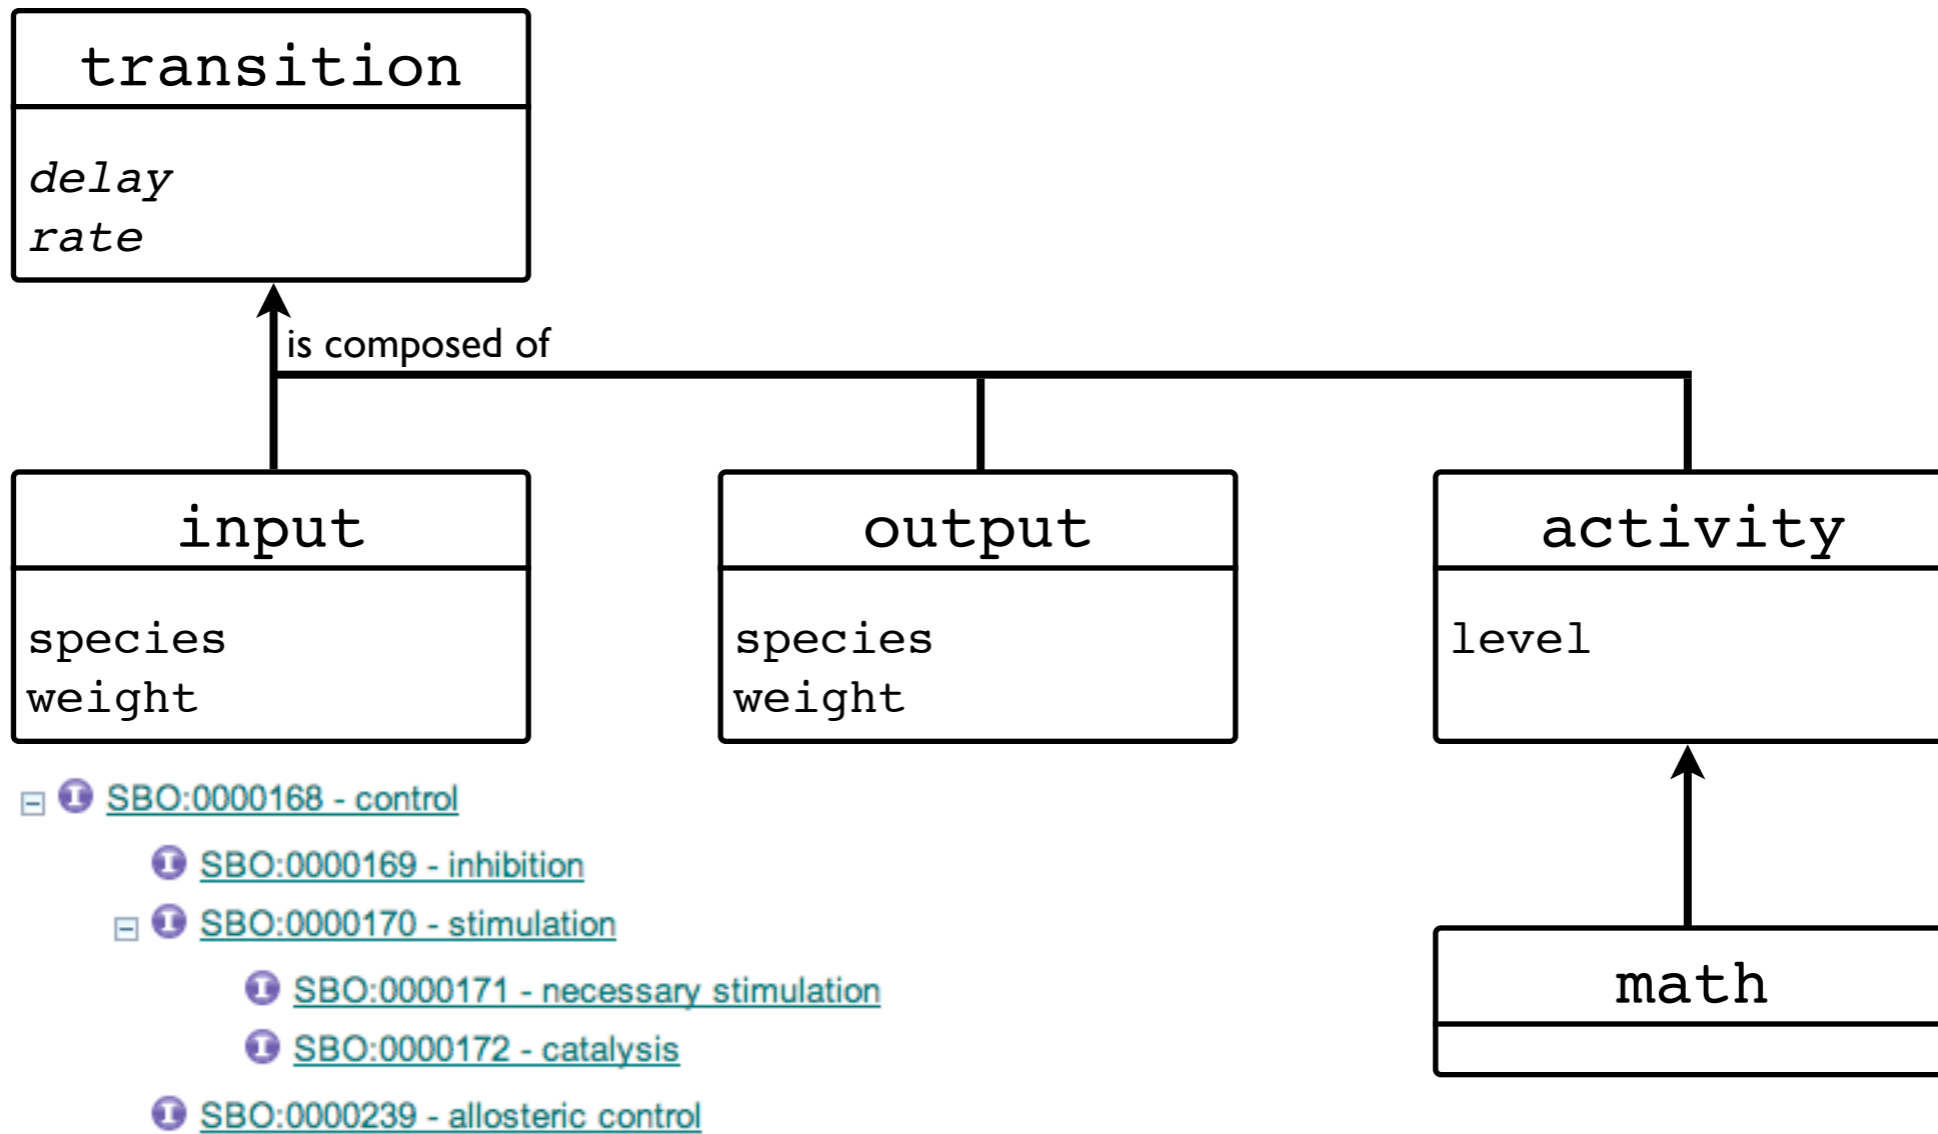 transition
delay
rate
is composed of
input
species
weight
output
species
weight
activity
level
SBO:0000168 - control
SBO:0000169 - inhibition
SBO:0000170 - stimulation
SBO:0000171 - necessary stimulation
SBO:0000172 - catalysis
SBO:0000239 - allosteric control
math